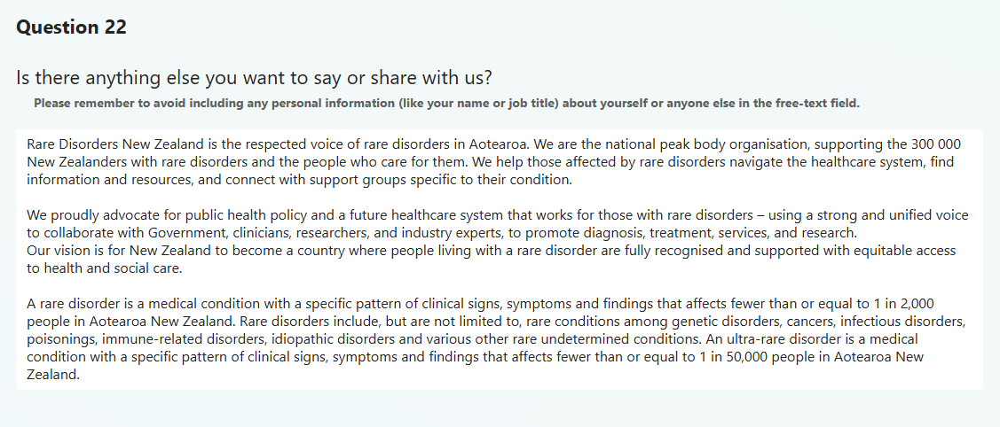 Question 22
Is there anything else you want to say or share with us?
Please remember to avoid including any personal information (like your name or job title) about yourself or anyone else in the free-text field.
Rare Disorders New Zealand is the respected voice of rare disorders in Aotearoa. We are the national peak body organisation, supporting the 300 000
New Zealanders with rare disorders and the people who care for them. We help those affected by rare disorders navigate the healthcare system, find
information and resources, and connect with support groups specific to their condition.
We proudly advocate for public health policy and a future healthcare system that works for those with rare disorders – using a strong and unified voice
to collaborate with Government, clinicians, researchers, and industry experts, to promote diagnosis, treatment, services, and research.
Our vision is for New Zealand to become a country where people living with a rare disorder are fully recognised and supported with equitable access
to health and social care.
A rare disorder is a medical condition with a specific pattern of clinical signs, symptoms and findings that affects fewer than or equal to 1 in 2,000
people in Aotearoa New Zealand. Rare disorders include, but are not limited to, rare conditions among genetic disorders, cancers, infectious disorders,
poisonings, immune-related disorders, idiopathic disorders and various other rare undetermined conditions. An ultra-rare disorder is a medical
condition with a specific pattern of clinical signs, symptoms and findings that affects fewer than or equal to 1 in 50,000 people in Aotearoa New
Zealand.